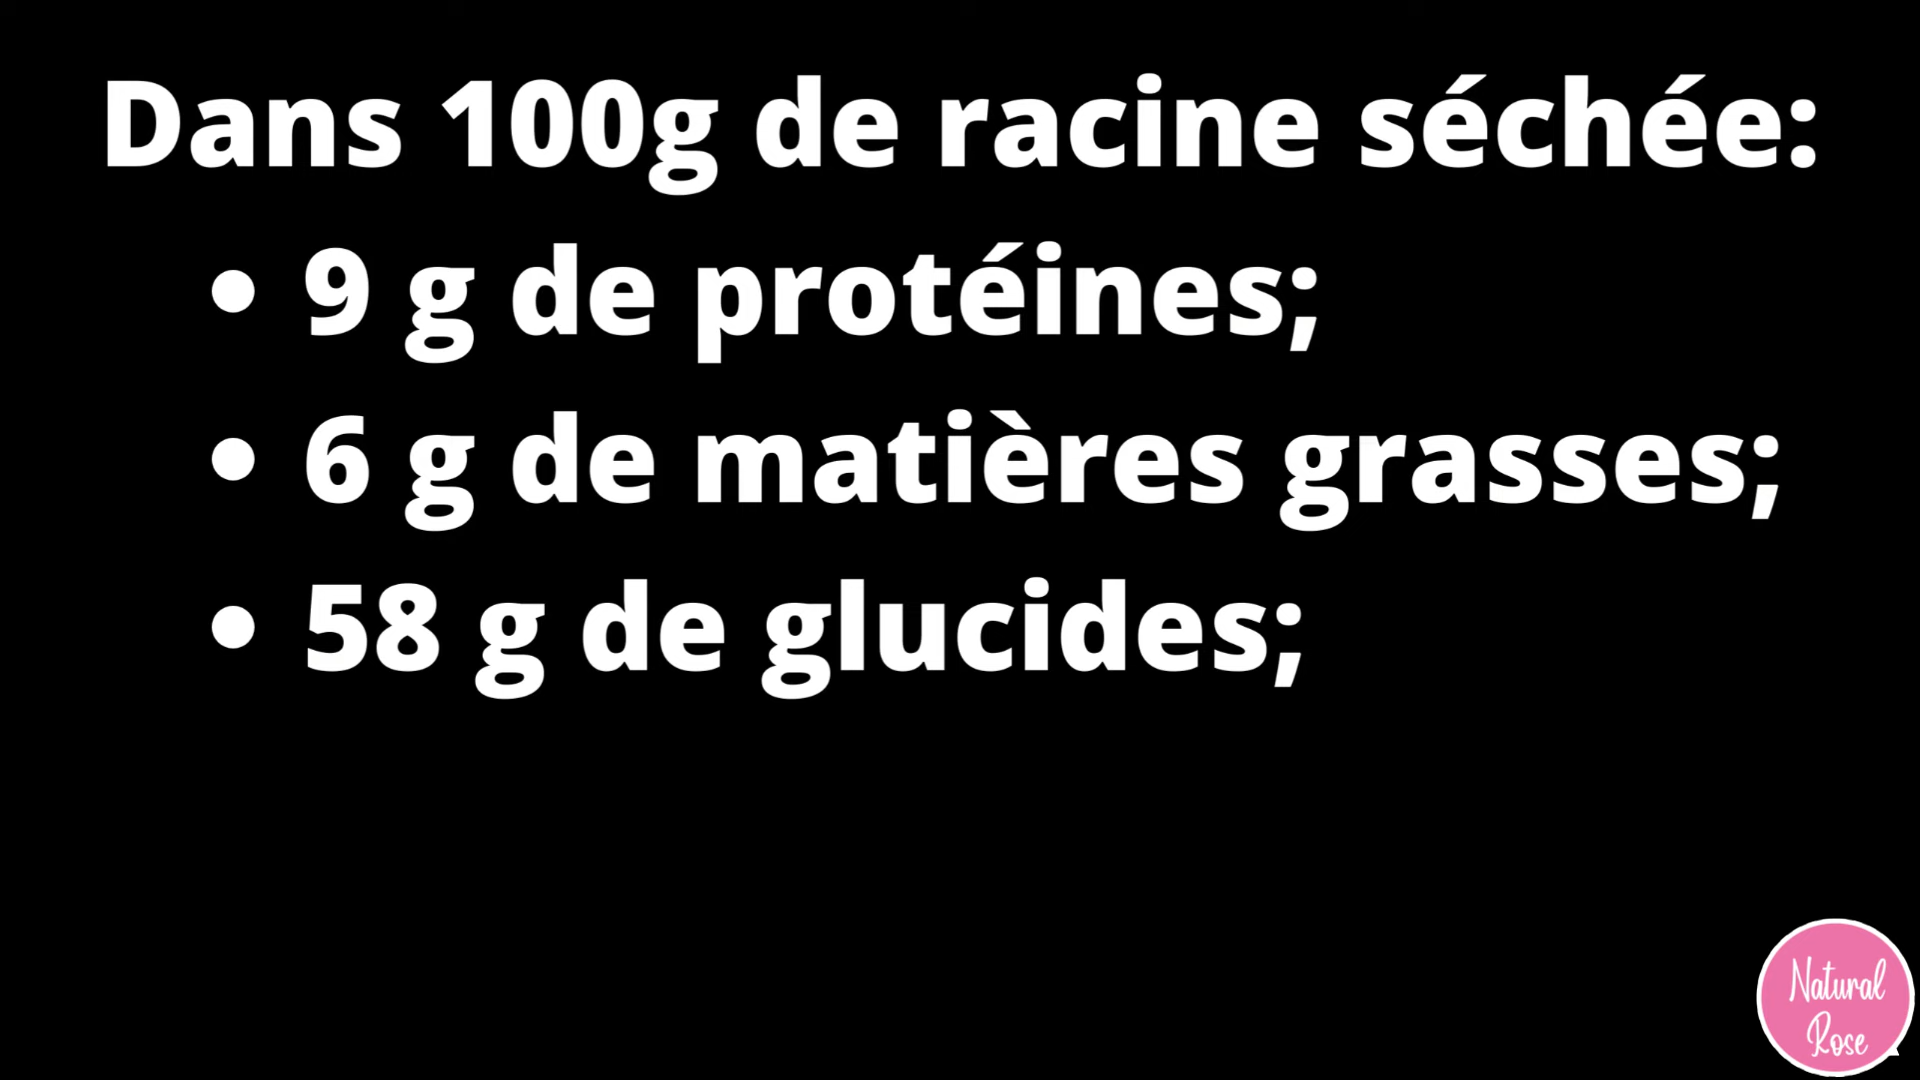 Dans 100g de racine séchée:
• 9 g de protéines;
• 6 g de matières grasses;
• 58 g de glucides;
Natural
Rose